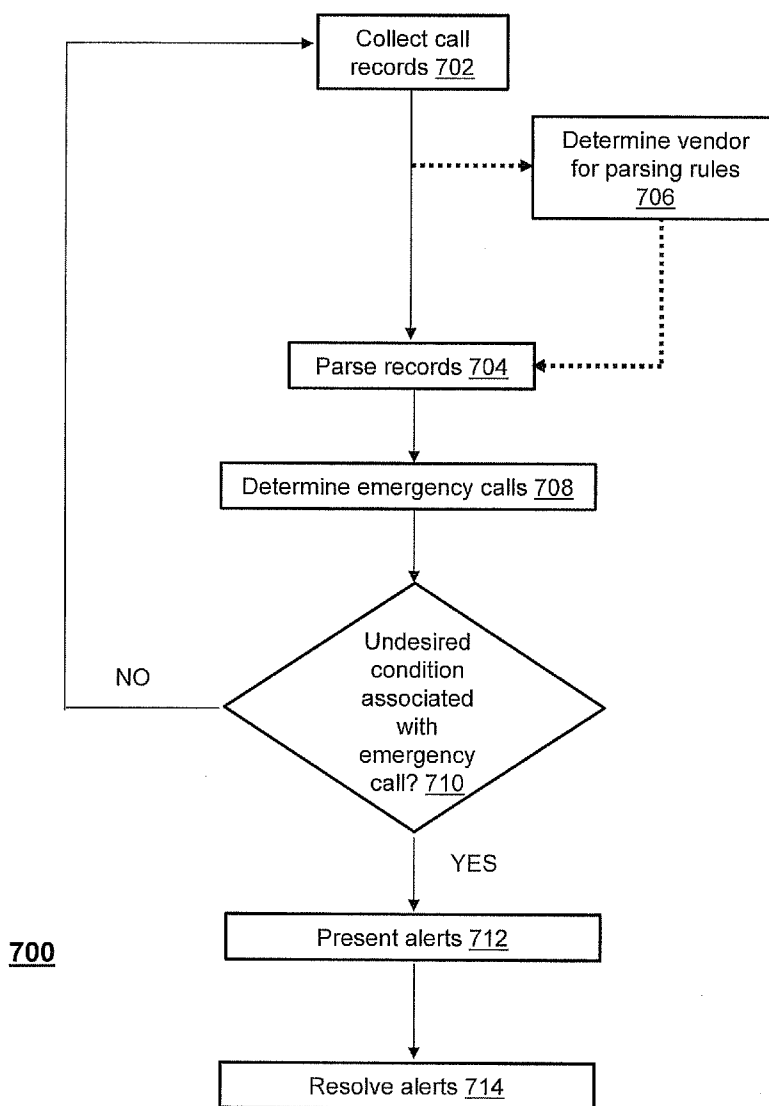 Collect call
records 702
Determine vendor
for parsing rules
706
Parse records 704
Determine emergency calls 708
Undesired
condition
associated
with
emergency
call? 710
NO
YES
Present alerts 712
700
Resolve alerts 714